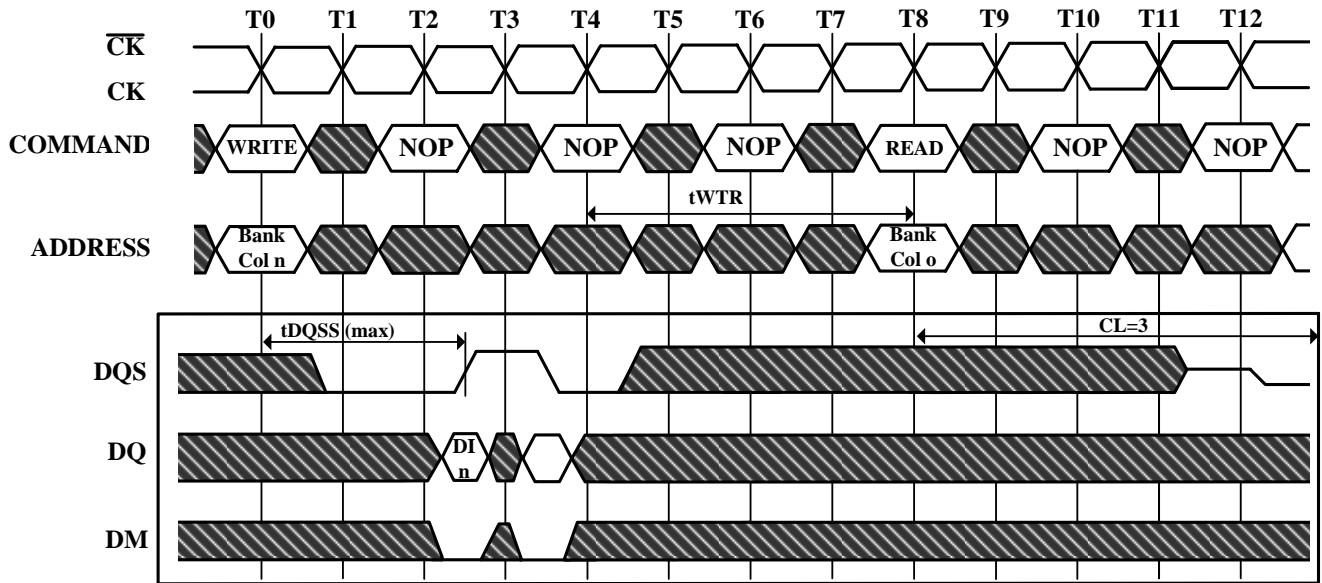 T0 T1 T2 T3 T4 T5 T6 T7 T8 T9 T10 T11 T12
C̅K̅
CK
COMMAND WRITE NOP NOP NOP READ NOP NOP
tWTR
ADDRESS Bank Col n Bank Col o
tDQSS (max) CL=3
DQS
DQ DI n
DM